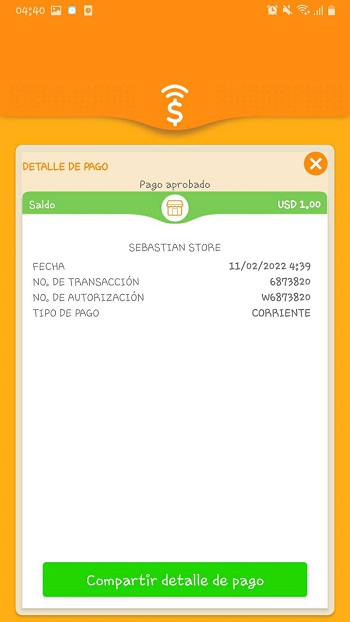 04:40
DETALLE DE PAGO
Pago aprobado
Saldo USD 1,00
SEBASTIAN STORE
FECHA 11/02/2022 4:39
NO. DE TRANSACCIÓN 6873820
NO. DE AUTORIZACIÓN W6873820
TIPO DE PAGO CORRIENTE
Compartir detalle de pago